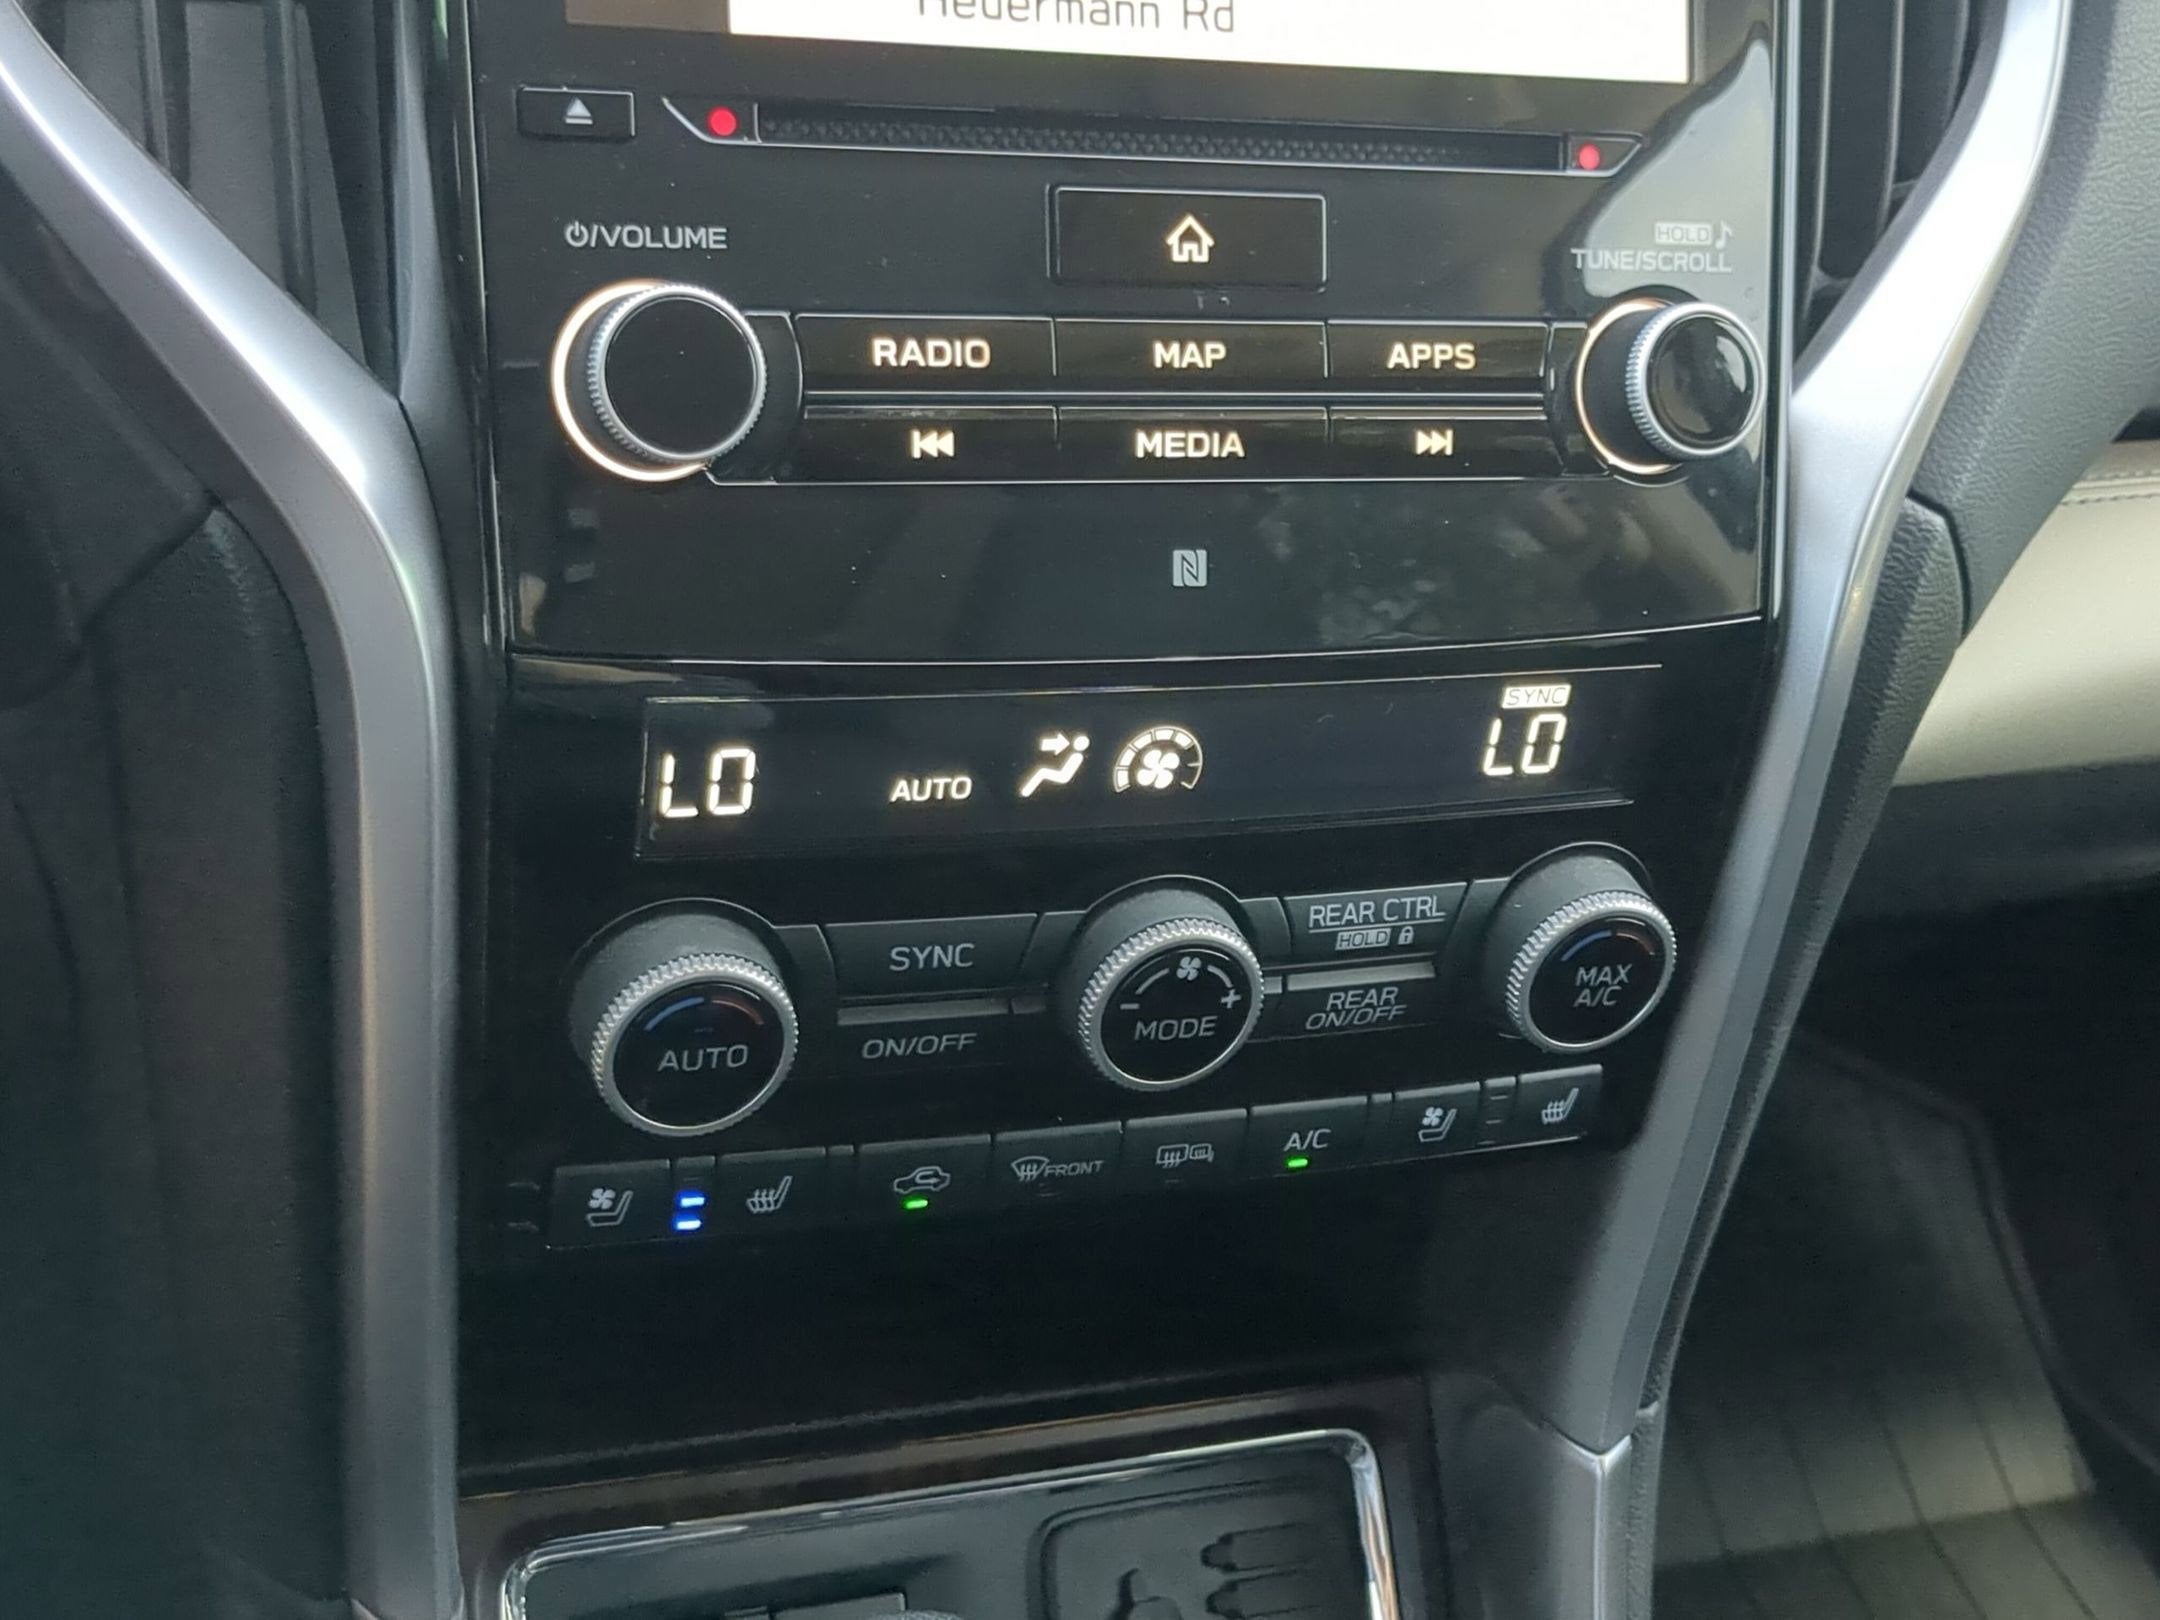 Heuermann Rd
/VOLUME
HOLD
TUNE/SCROLL
RADIO
MAP
APPS
MEDIA
SYNC
LO
AUTO
LO
SYNC
REAR CTRL
HOLD
ON/OFF
REAR
ON/OFF
AUTO
- +
MODE
MAX
A/C
FRONT
A/C